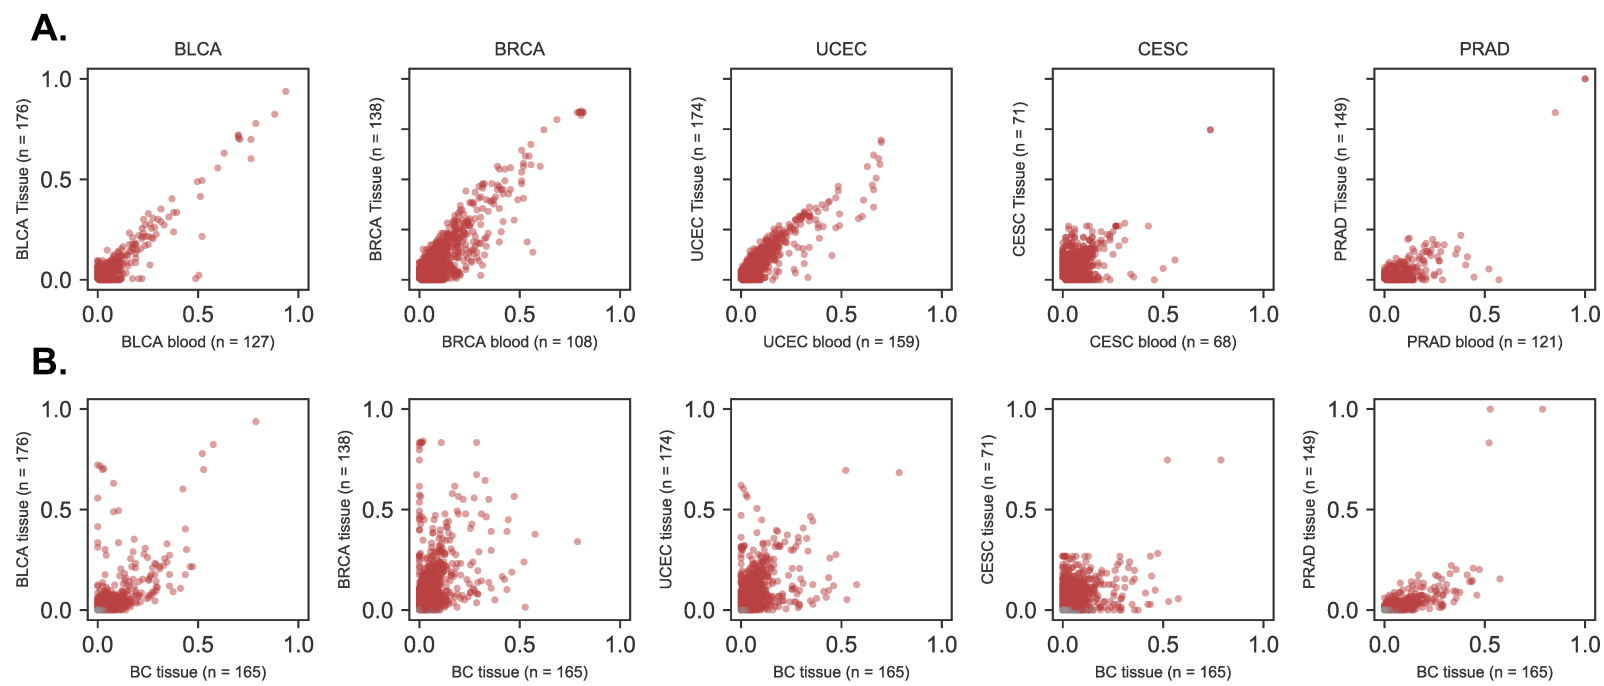 A.
BLCA BRCA UCEC CESC PRAD
1.0
0.5
0.0
BLCA Tissue (n = 176)
BRCA Tissue (n = 138)
UCEC Tissue (n = 174)
CESC Tissue (n = 71)
PRAD Tissue (n = 149)
0.0 0.5 1.0 0.0 0.5 1.0 0.0 0.5 1.0 0.0 0.5 1.0 0.0 0.5 1.0
BLCA blood (n = 127) BRCA blood (n = 108) UCEC blood (n = 159) CESC blood (n = 68) PRAD blood (n = 121)
B.
1.0 1.0 1.0 1.0 1.0
0.5 0.5 0.5 0.5 0.5
0.0 0.0 0.0 0.0 0.0
BLCA tissue (n = 176)
BRCA tissue (n = 138)
UCEC tissue (n = 174)
CESC tissue (n = 71)
PRAD tissue (n = 149)
0.0 0.5 1.0 0.0 0.5 1.0 0.0 0.5 1.0 0.0 0.5 1.0 0.0 0.5 1.0
BC tissue (n = 165) BC tissue (n = 165) BC tissue (n = 165) BC tissue (n = 165) BC tissue (n = 165)